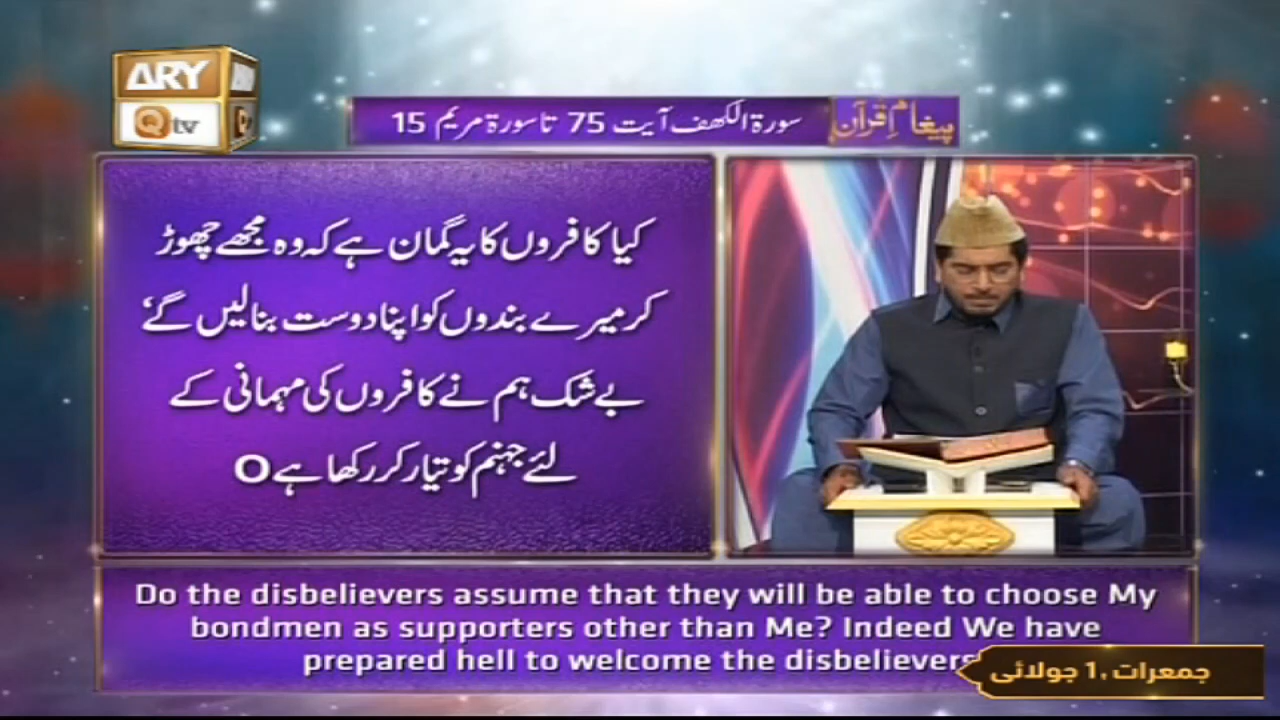 ARY
Qtv
پیغامِ قرآن
سورۃ الکھف آیت 75 تا سورۃ مریم 15
کیا کافروں کا یہ گمان ہے کہ وہ مجھے چھوڑ
کر میرے بندوں کو اپنا دوست بنا لیں گے،
بے شک ہم نے کافروں کی مہمانی کے
لئے جہنم کو تیار کر رکھا ہے O
Do the disbelievers assume that they will be able to choose My
bondmen as supporters other than Me? Indeed We have
prepared hell to welcome the disbelievers
جمعرات، 1 جولائی